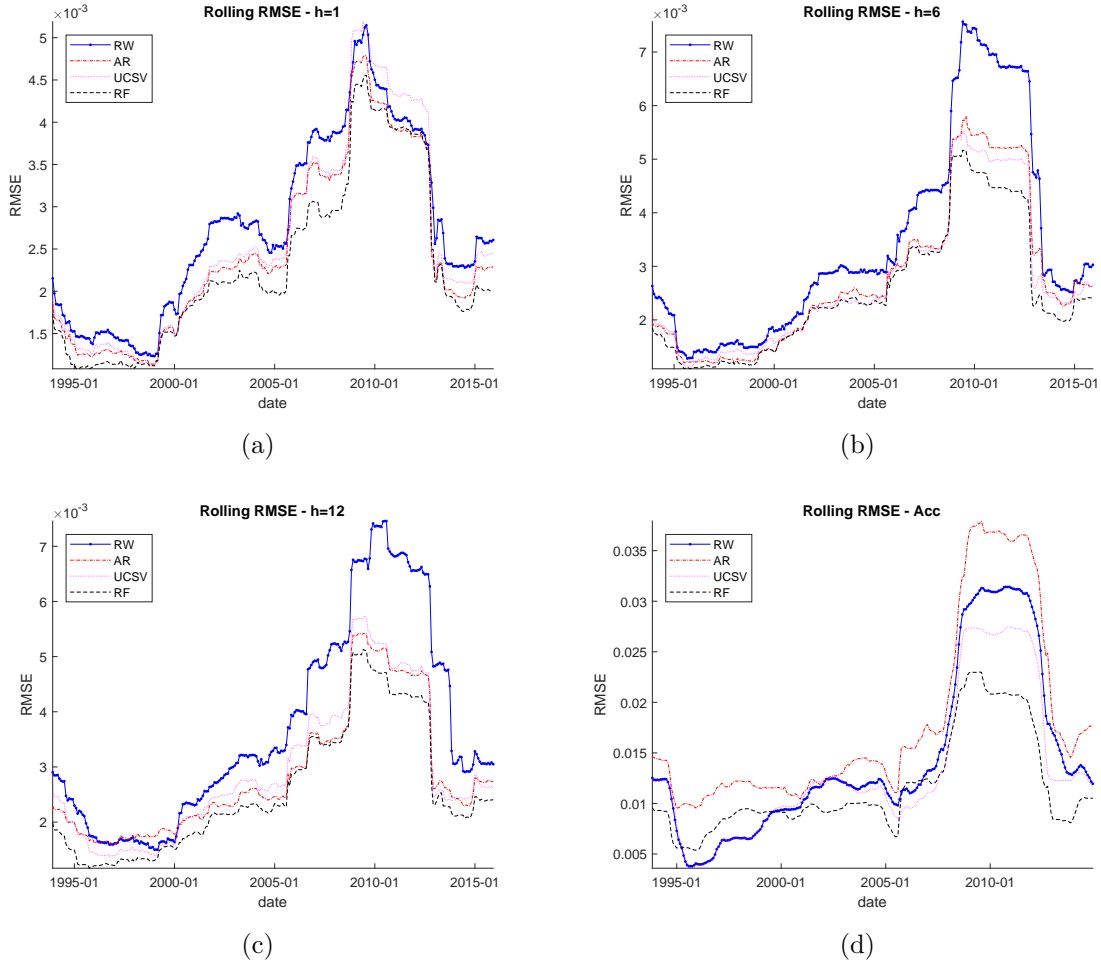 Rolling RMSE - h=1
×10⁻³
5
4.5
4
3.5
3
2.5
2
1.5
RMSE
RW
AR
UCSV
RF
1995-01 2000-01 2005-01 2010-01 2015-01
date
(a)
Rolling RMSE - h=6
×10⁻³
7
6
5
4
3
2
RMSE
RW
AR
UCSV
RF
1995-01 2000-01 2005-01 2010-01 2015-01
date
(b)
Rolling RMSE - h=12
×10⁻³
7
6
5
4
3
2
RMSE
RW
AR
UCSV
RF
1995-01 2000-01 2005-01 2010-01 2015-01
date
(c)
Rolling RMSE - Acc
0.035
0.03
0.025
0.02
0.015
0.01
0.005
RMSE
RW
AR
UCSV
RF
1995-01 2000-01 2005-01 2010-01
date
(d)